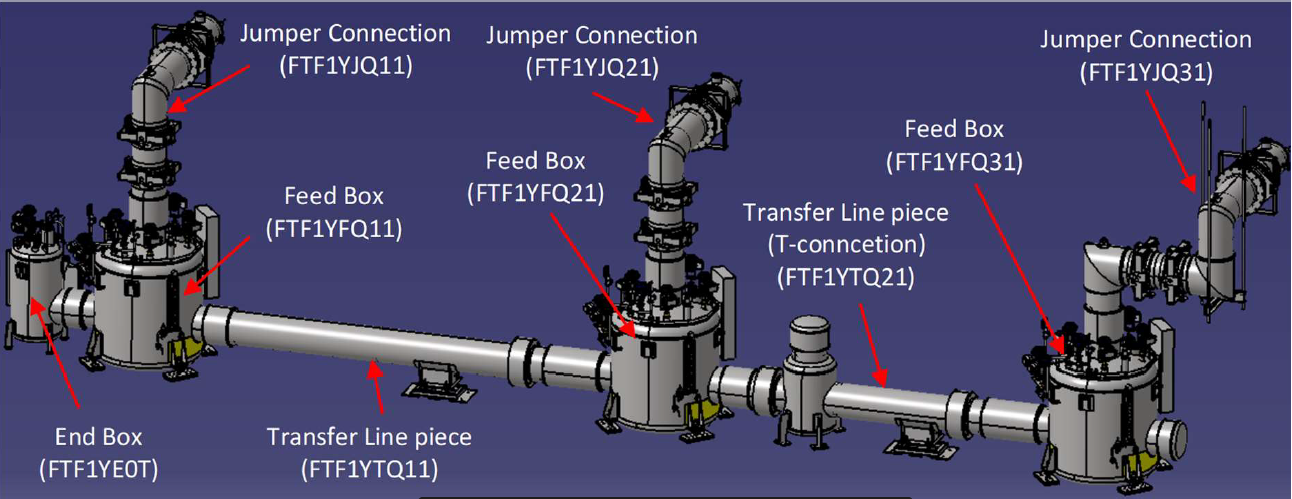 Jumper Connection
(FTF1YJQ11)
Jumper Connection
(FTF1YJQ21)
Jumper Connection
(FTF1YJQ31)
Feed Box
(FTF1YFQ31)
Feed Box
(FTF1YFQ21)
Feed Box
(FTF1YFQ11)
Transfer Line piece
(T-conncetion)
(FTF1YTQ21)
End Box
(FTF1YE0T)
Transfer Line piece
(FTF1YTQ11)